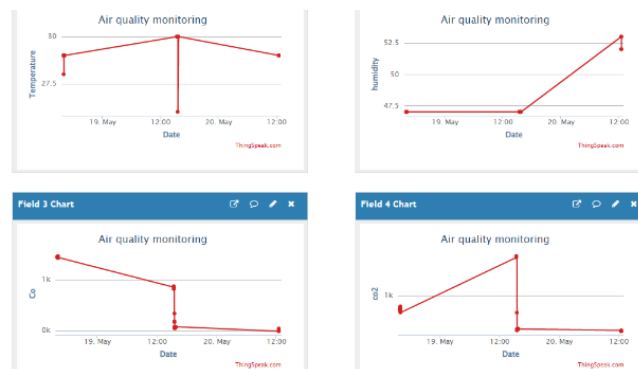 Air quality monitoring
30
27.5
Temperature
19. May 12:00 20. May 12:00
Date
ThingSpeak.com
Air quality monitoring
52.5
50
47.5
humidity
19. May 12:00 20. May 12:00
Date
ThingSpeak.com
Field 3 Chart
Air quality monitoring
1k
0k
Co
19. May 12:00 20. May 12:00
Date
ThingSpeak.com
Field 4 Chart
Air quality monitoring
1k
co2
19. May 12:00 20. May 12:00
Date
ThingSpeak.com